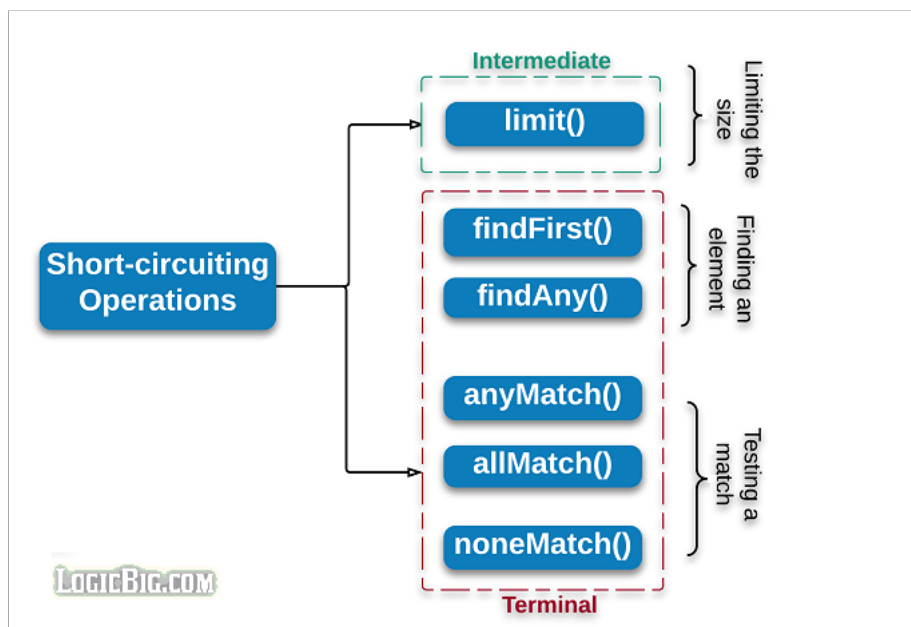 Intermediate
limit()
Limiting the
size
Short-circuiting
Operations
findFirst()
findAny()
Finding an
element
anyMatch()
allMatch()
noneMatch()
Testing a
match
Terminal
LogicBig.com